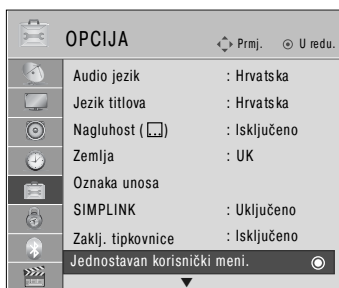 OPCIJA Prmj. U redu.
Audio jezik : Hrvatska
Jezik titlova : Hrvatska
Nagluhost ( ) : Isključeno
Zemlja : UK
Oznaka unosa
SIMPLINK : Uključeno
Zaklj. tipkovnice : Isključeno
Jednostavan korisnički meni.